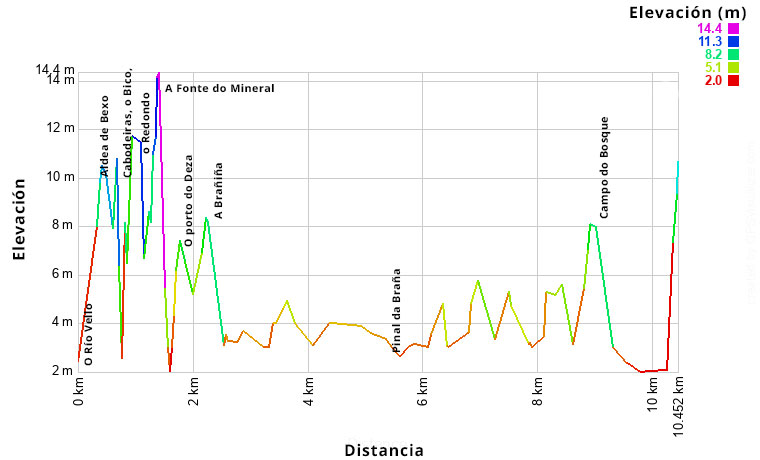 Elevación (m)
14.4
11.3
8.2
5.1
2.0
14.4 m
14 m
12 m
10 m
8 m
6 m
4 m
2 m
Elevación
O Río Vello
Aldea de Bexo
Cabodeiras, o Bico,
o Redondo
A Fonte do Mineral
O porto do Deza
A Brañiña
Pinal da Braña
Campo do Bosque
0 km
2 km
4 km
6 km
8 km
10 km
10.452 km
Distancia